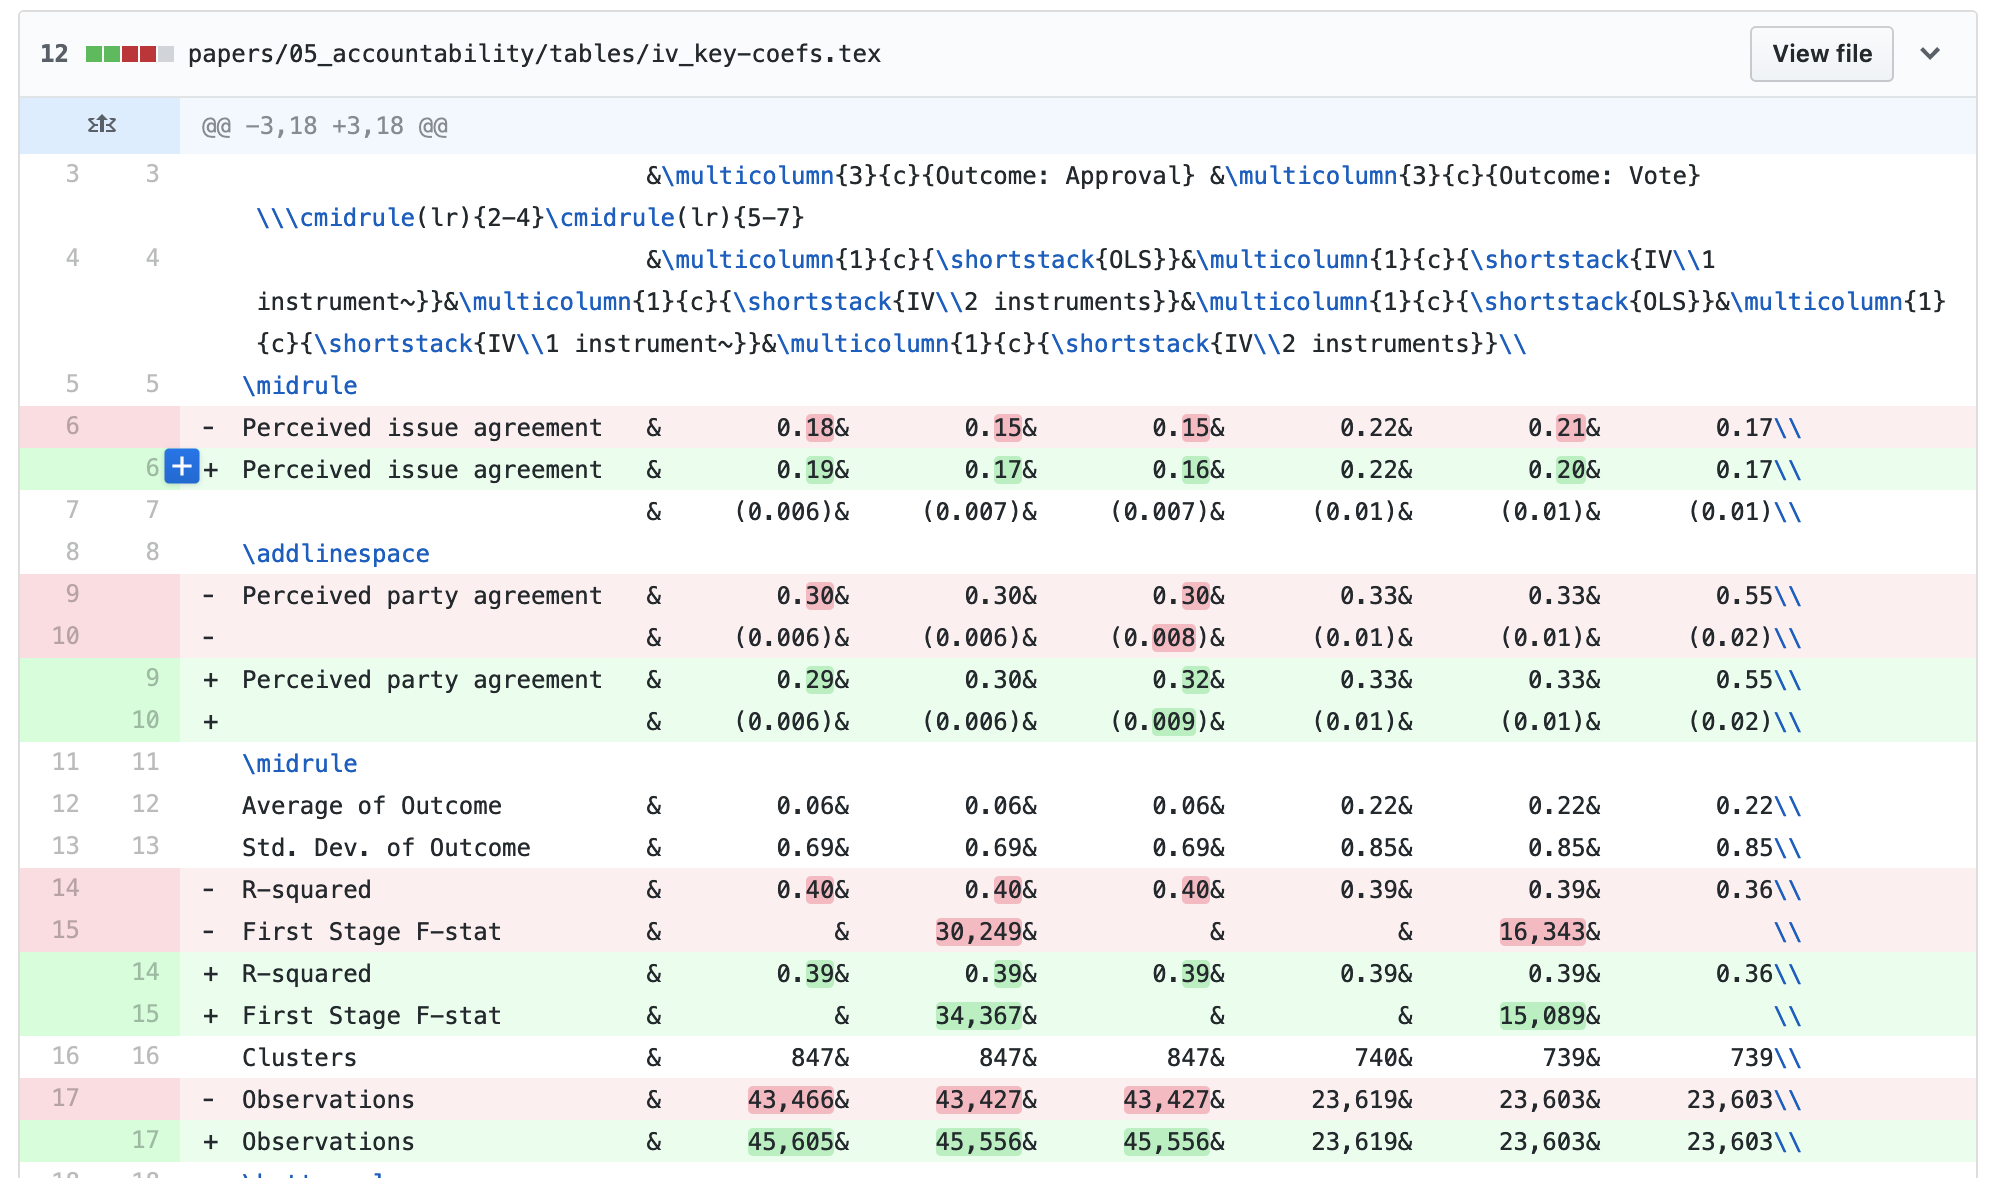 12 papers/05_accountability/tables/iv_key-coefs.tex View file
@@ -3,18 +3,18 @@
3 3 &\multicolumn{3}{c}{Outcome: Approval} &\multicolumn{3}{c}{Outcome: Vote}
\\\cmidrule(lr){2-4}\cmidrule(lr){5-7}
4 4 &\multicolumn{1}{c}{\shortstack{OLS}}&\multicolumn{1}{c}{\shortstack{IV\\1
instrument~}}&\multicolumn{1}{c}{\shortstack{IV\\2 instruments}}&\multicolumn{1}{c}{\shortstack{OLS}}&\multicolumn{1}
{c}{\shortstack{IV\\1 instrument~}}&\multicolumn{1}{c}{\shortstack{IV\\2 instruments}}\\
5 5 \midrule
6 - Perceived issue agreement & 0.18& 0.15& 0.15& 0.22& 0.21& 0.17\\
6 + Perceived issue agreement & 0.19& 0.17& 0.16& 0.22& 0.20& 0.17\\
7 7 & (0.006)& (0.007)& (0.007)& (0.01)& (0.01)& (0.01)\\
8 8 \addlinespace
9 - Perceived party agreement & 0.30& 0.30& 0.30& 0.33& 0.33& 0.55\\
10 - & (0.006)& (0.006)& (0.008)& (0.01)& (0.01)& (0.02)\\
9 + Perceived party agreement & 0.29& 0.30& 0.32& 0.33& 0.33& 0.55\\
10 + & (0.006)& (0.006)& (0.009)& (0.01)& (0.01)& (0.02)\\
11 11 \midrule
12 12 Average of Outcome & 0.06& 0.06& 0.06& 0.22& 0.22& 0.22\\
13 13 Std. Dev. of Outcome & 0.69& 0.69& 0.69& 0.85& 0.85& 0.85\\
14 - R-squared & 0.40& 0.40& 0.40& 0.39& 0.39& 0.36\\
15 - First Stage F-stat & & 30,249& & & 16,343& \\
14 + R-squared & 0.39& 0.39& 0.39& 0.39& 0.39& 0.36\\
15 + First Stage F-stat & & 34,367& & & 15,089& \\
16 16 Clusters & 847& 847& 847& 740& 739& 739\\
17 - Observations & 43,466& 43,427& 43,427& 23,619& 23,603& 23,603\\
17 + Observations & 45,605& 45,556& 45,556& 23,619& 23,603& 23,603\\